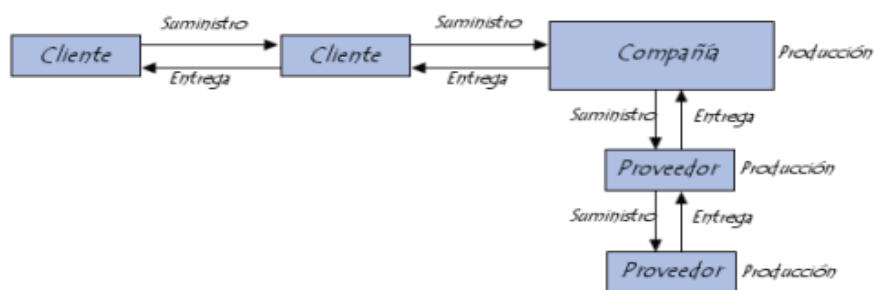 Suministro
Suministro
Cliente
Cliente
Compañía
Producción
Entrega
Entrega
Suministro
Entrega
Proveedor
Producción
Suministro
Entrega
Proveedor
Producción